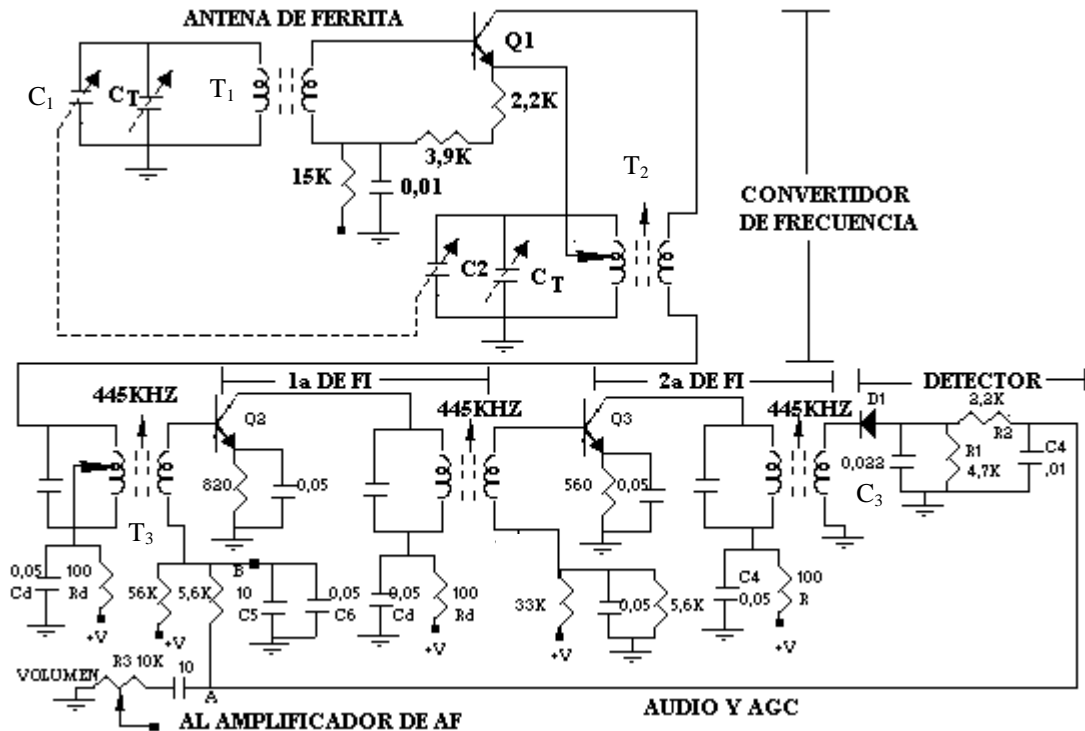 ANTENA DE FERRITA
Q1
C1
CT
T1
2,2K
3,9K
15K
0,01
T2
CONVERTIDOR
DE FRECUENCIA
C2
CT
1a DE FI
2a DE FI
DETECTOR
445KHZ
Q2
445KHZ
Q3
445KHZ
D1
2,2K
R2
820
0,05
560
0,05
0,022
R1
4,7K
C4
,01
C3
T3
0,05
Cd
100
Rd
+V
56K
+V
5,6K
B
10
C5
0,05
C6
0,05
Cd
100
Rd
+V
33K
+V
0,05
5,6K
C4
0,05
100
R
+V
VOLUMEN
R3 10K
10
A
AUDIO Y AGC
AL AMPLIFICADOR DE AF